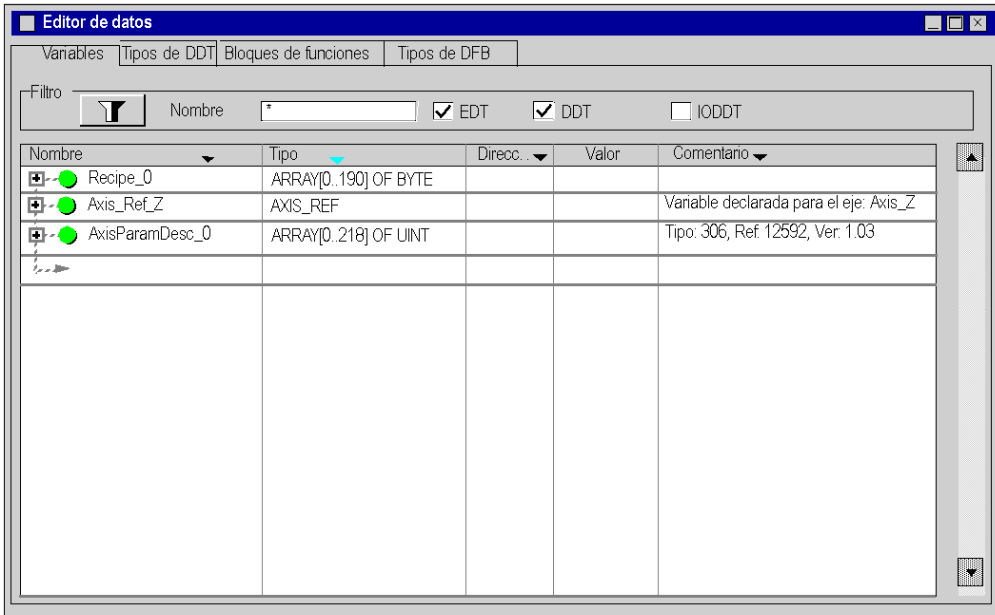 Editor de datos
Variables Tipos de DDT Bloques de funciones Tipos de DFB
Filtro
Nombre * EDT DDT IODDT
Nombre Tipo Direcc. . Valor Comentario
Recipe_0 ARRAY[0..190] OF BYTE
Axis_Ref_Z AXIS_REF Variable declarada para el eje: Axis_Z
AxisParamDesc_0 ARRAY[0..218] OF UINT Tipo: 306, Ref. 12592, Ver: 1.03